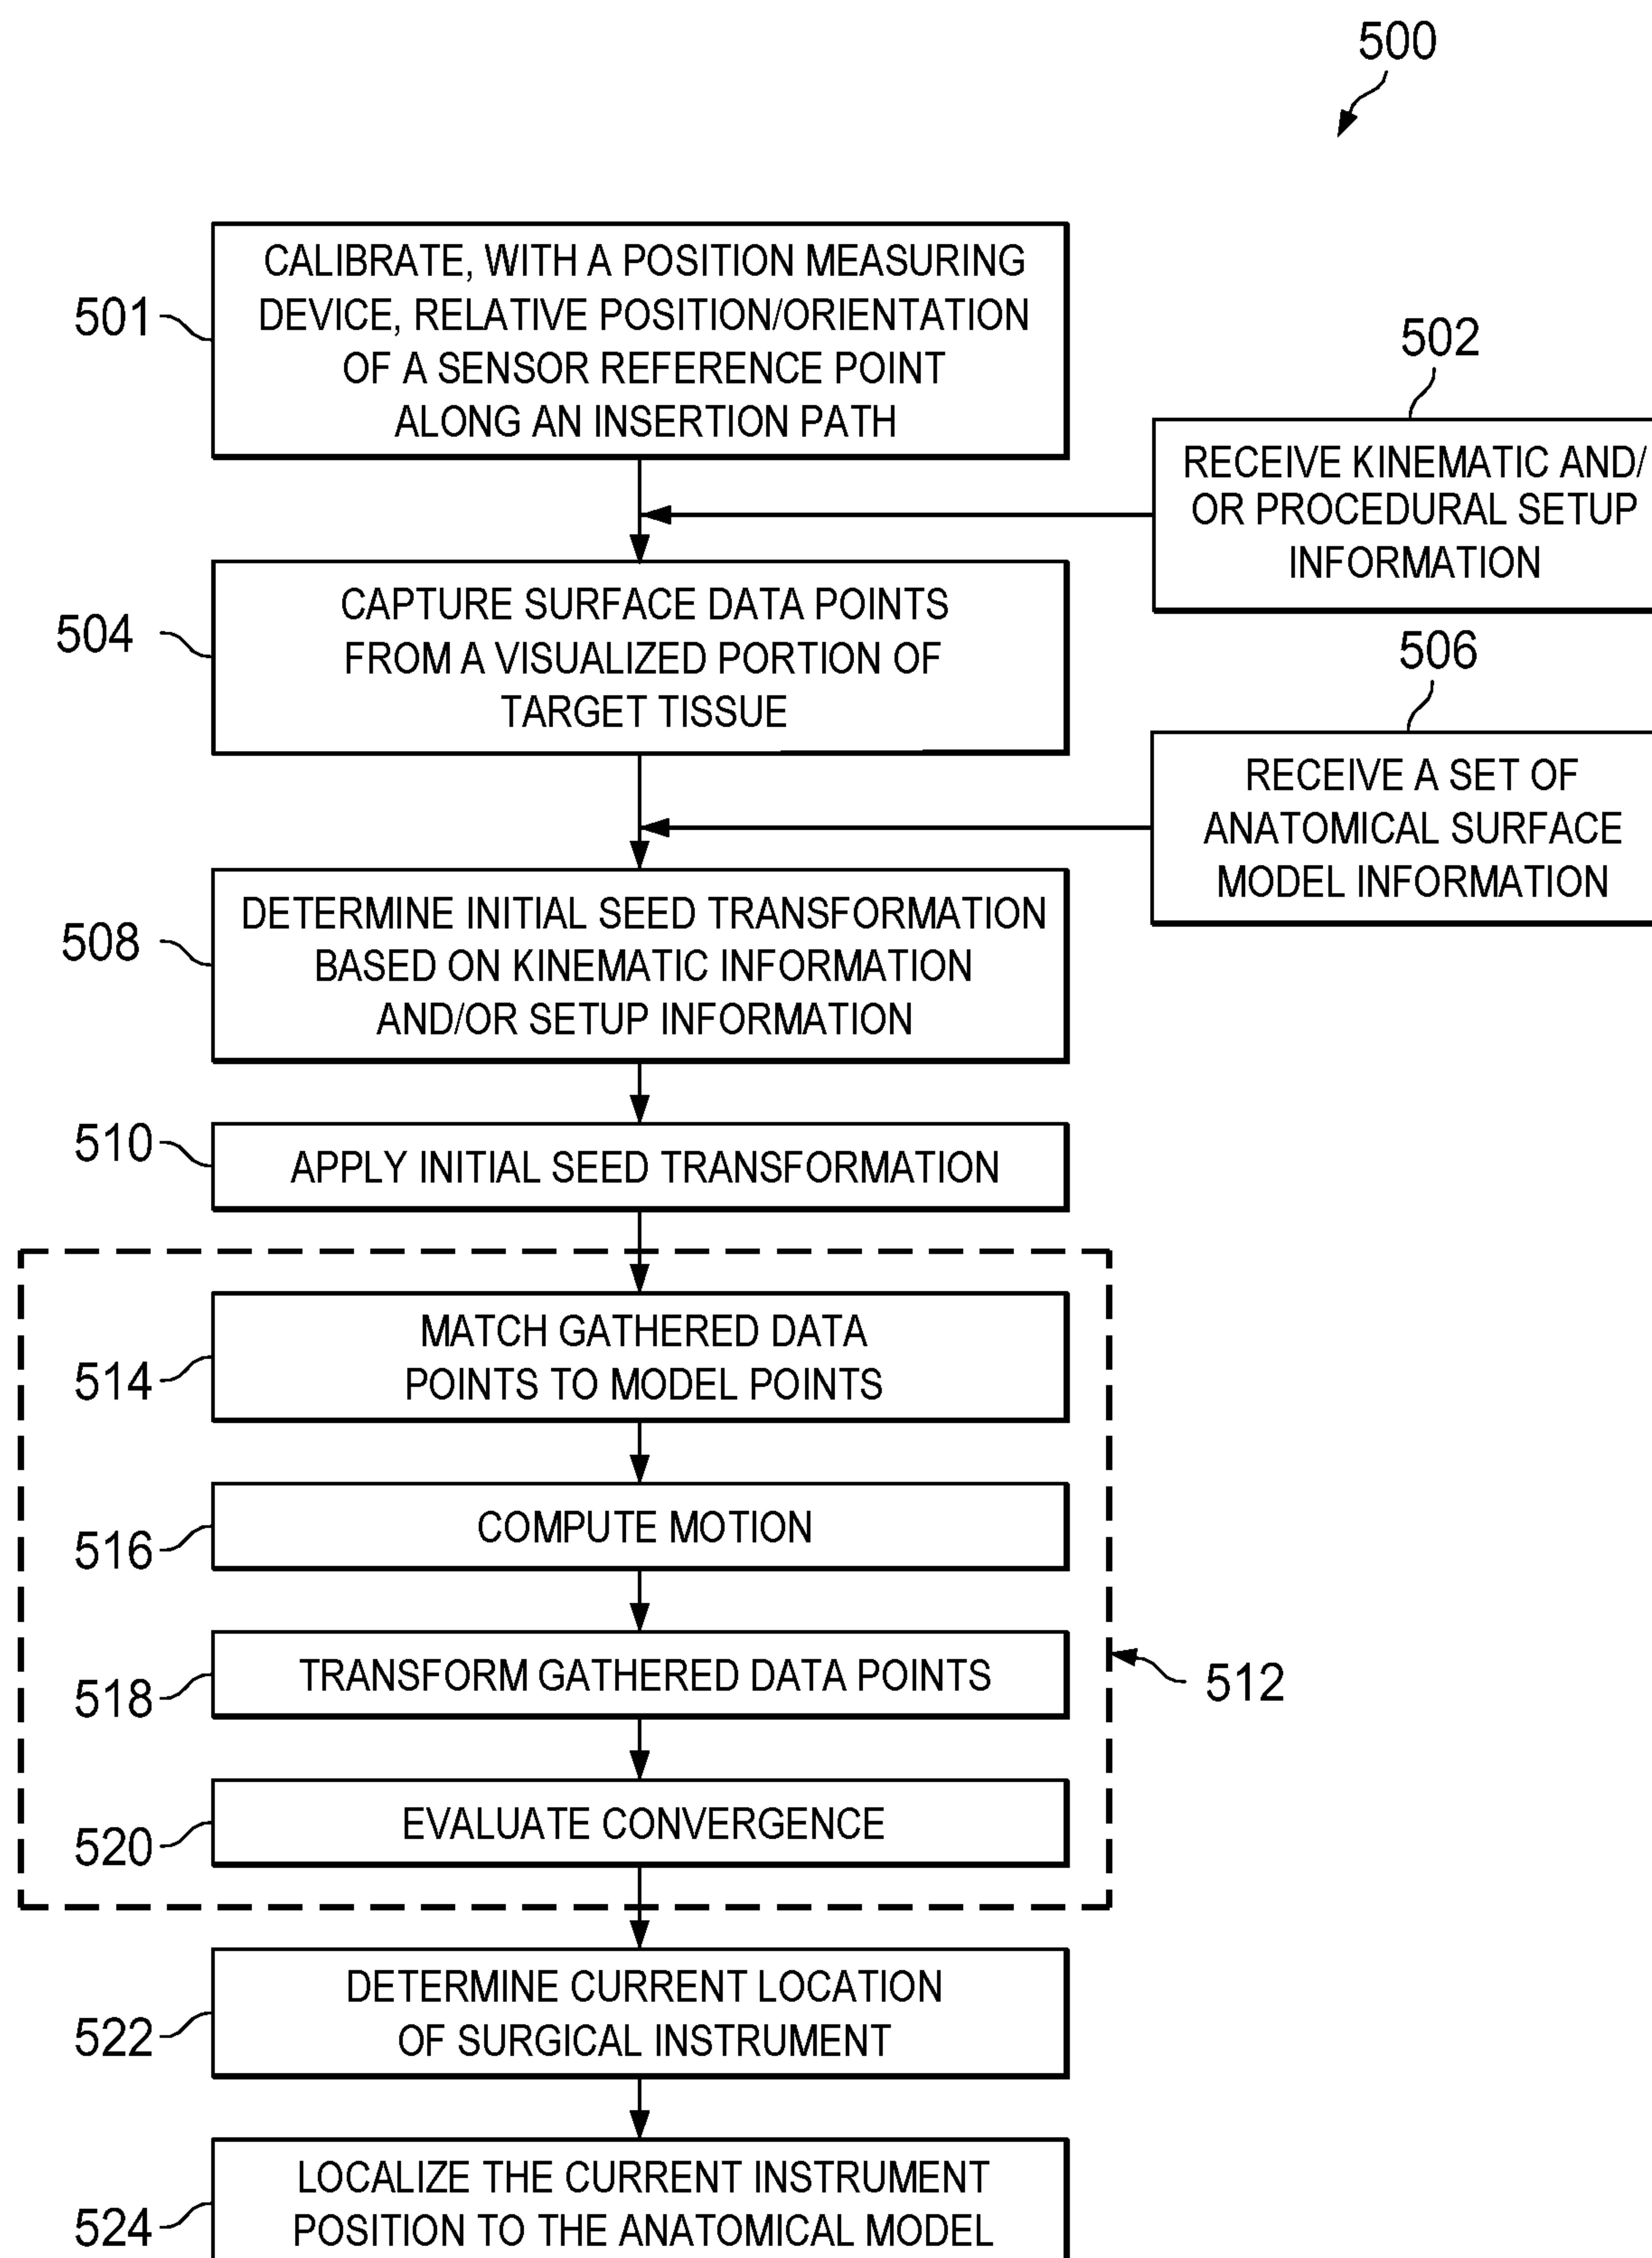 500
501
CALIBRATE, WITH A POSITION MEASURING
DEVICE, RELATIVE POSITION/ORIENTATION
OF A SENSOR REFERENCE POINT
ALONG AN INSERTION PATH
502
RECEIVE KINEMATIC AND/
OR PROCEDURAL SETUP
INFORMATION
504
CAPTURE SURFACE DATA POINTS
FROM A VISUALIZED PORTION OF
TARGET TISSUE
506
RECEIVE A SET OF
ANATOMICAL SURFACE
MODEL INFORMATION
508
DETERMINE INITIAL SEED TRANSFORMATION
BASED ON KINEMATIC INFORMATION
AND/OR SETUP INFORMATION
510
APPLY INITIAL SEED TRANSFORMATION
514
MATCH GATHERED DATA
POINTS TO MODEL POINTS
516
COMPUTE MOTION
518
TRANSFORM GATHERED DATA POINTS
512
520
EVALUATE CONVERGENCE
522
DETERMINE CURRENT LOCATION
OF SURGICAL INSTRUMENT
524
LOCALIZE THE CURRENT INSTRUMENT
POSITION TO THE ANATOMICAL MODEL